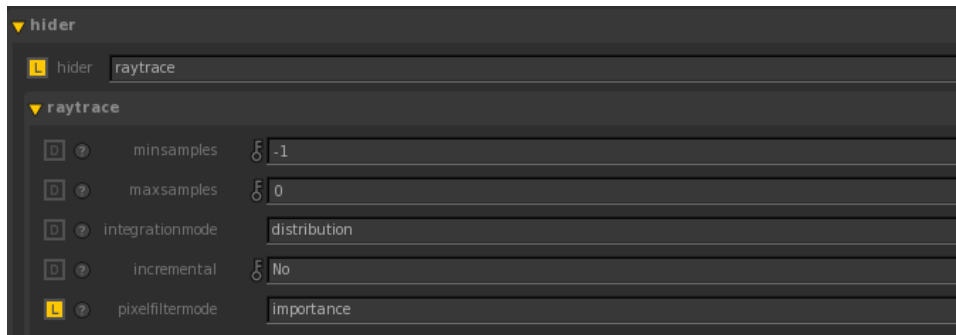 hider
L hider raytrace
raytrace
D ? minsamples -1
D ? maxsamples 0
D ? integrationmode distribution
D ? incremental No
L ? pixelfiltermode importance